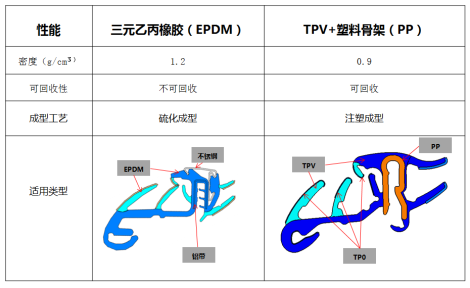 性能 三元乙丙橡胶（EPDM） TPV+塑料骨架（PP）
密度（g/cm³） 1.2 0.9
可回收性 不可回收 可回收
成型工艺 硫化成型 注塑成型
适用类型
不锈钢
EPDM
铝带
PP
TPV
TPO